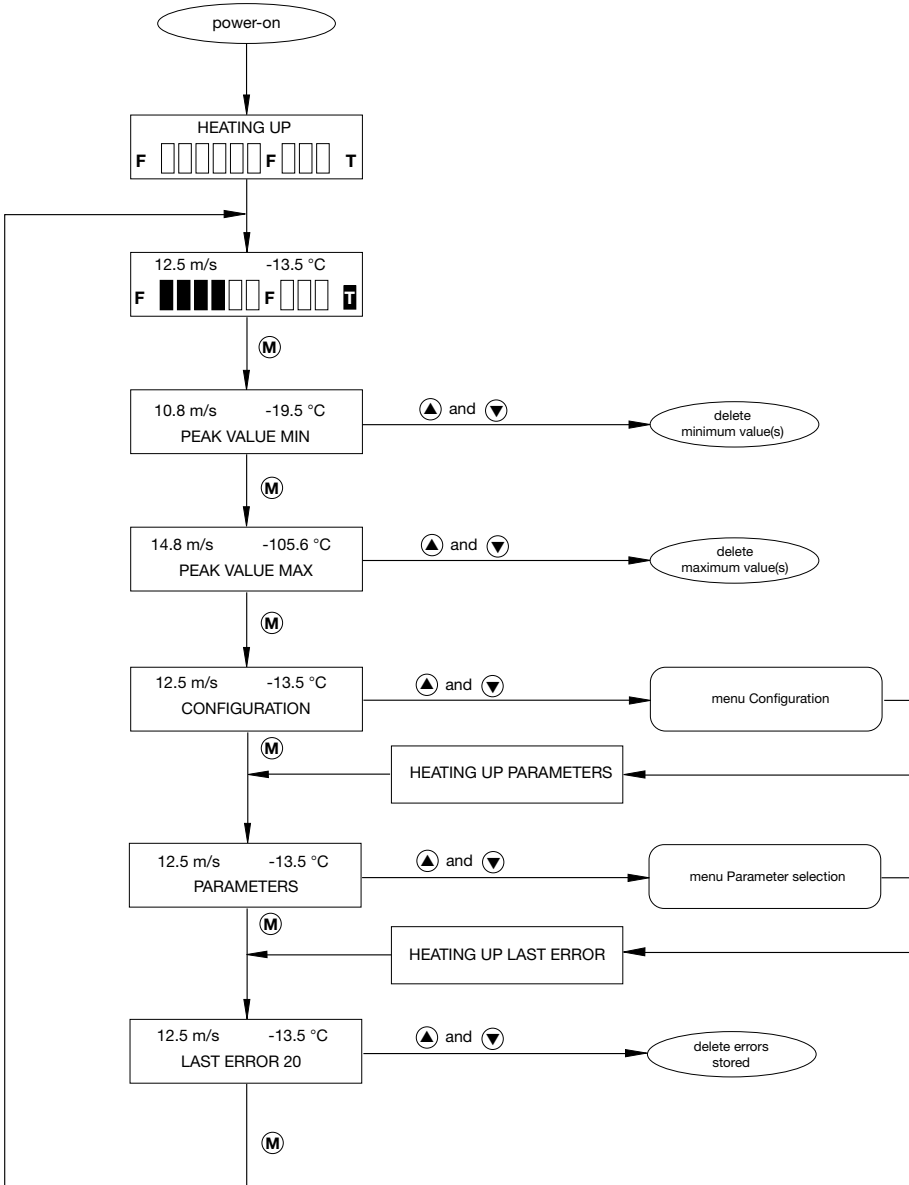 power-on
HEATING UP
F F T
12.5 m/s -13.5 °C
F F T
M
10.8 m/s -19.5 °C
PEAK VALUE MIN
▲ and ▼
delete
minimum value(s)
M
14.8 m/s -105.6 °C
PEAK VALUE MAX
▲ and ▼
delete
maximum value(s)
M
12.5 m/s -13.5 °C
CONFIGURATION
▲ and ▼
menu Configuration
M
HEATING UP PARAMETERS
12.5 m/s -13.5 °C
PARAMETERS
▲ and ▼
menu Parameter selection
M
HEATING UP LAST ERROR
12.5 m/s -13.5 °C
LAST ERROR 20
▲ and ▼
delete errors
stored
M